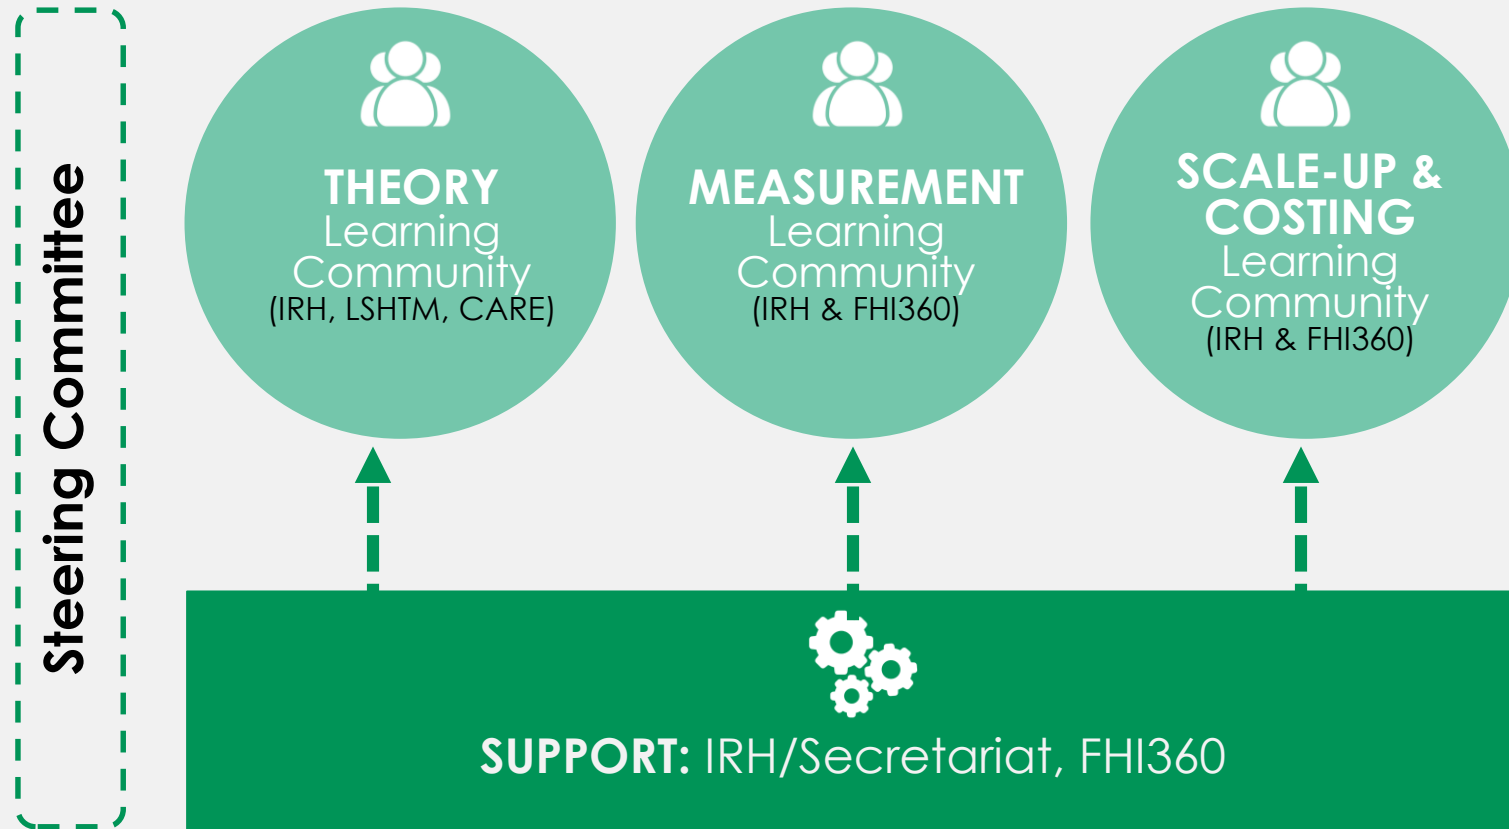 Steering Committee
THEORY
Learning
Community
(IRH, LSHTM, CARE)
MEASUREMENT
Learning
Community
(IRH & FHI360)
SCALE-UP &
COSTING
Learning
Community
(IRH & FHI360)
SUPPORT: IRH/Secretariat, FHI360